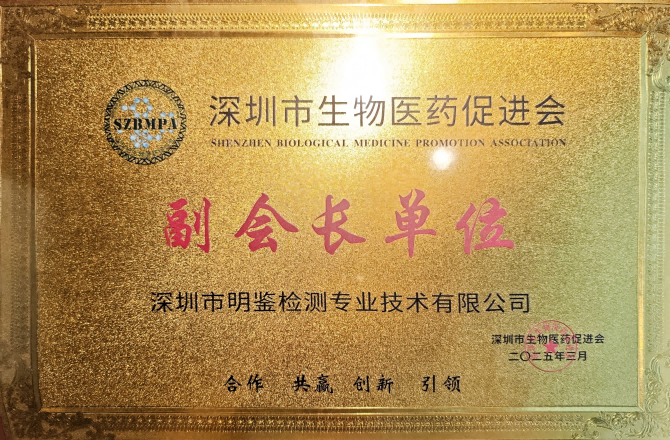 SZBMPA
深圳市生物医药促进会
SHENZHEN BIOLOGICAL MEDICINE PROMOTION ASSOCIATION
副会长单位
深圳市明鉴检测专业技术有限公司
深圳市生物医药促进会
二〇二五年三月
合作 共赢 创新 引领